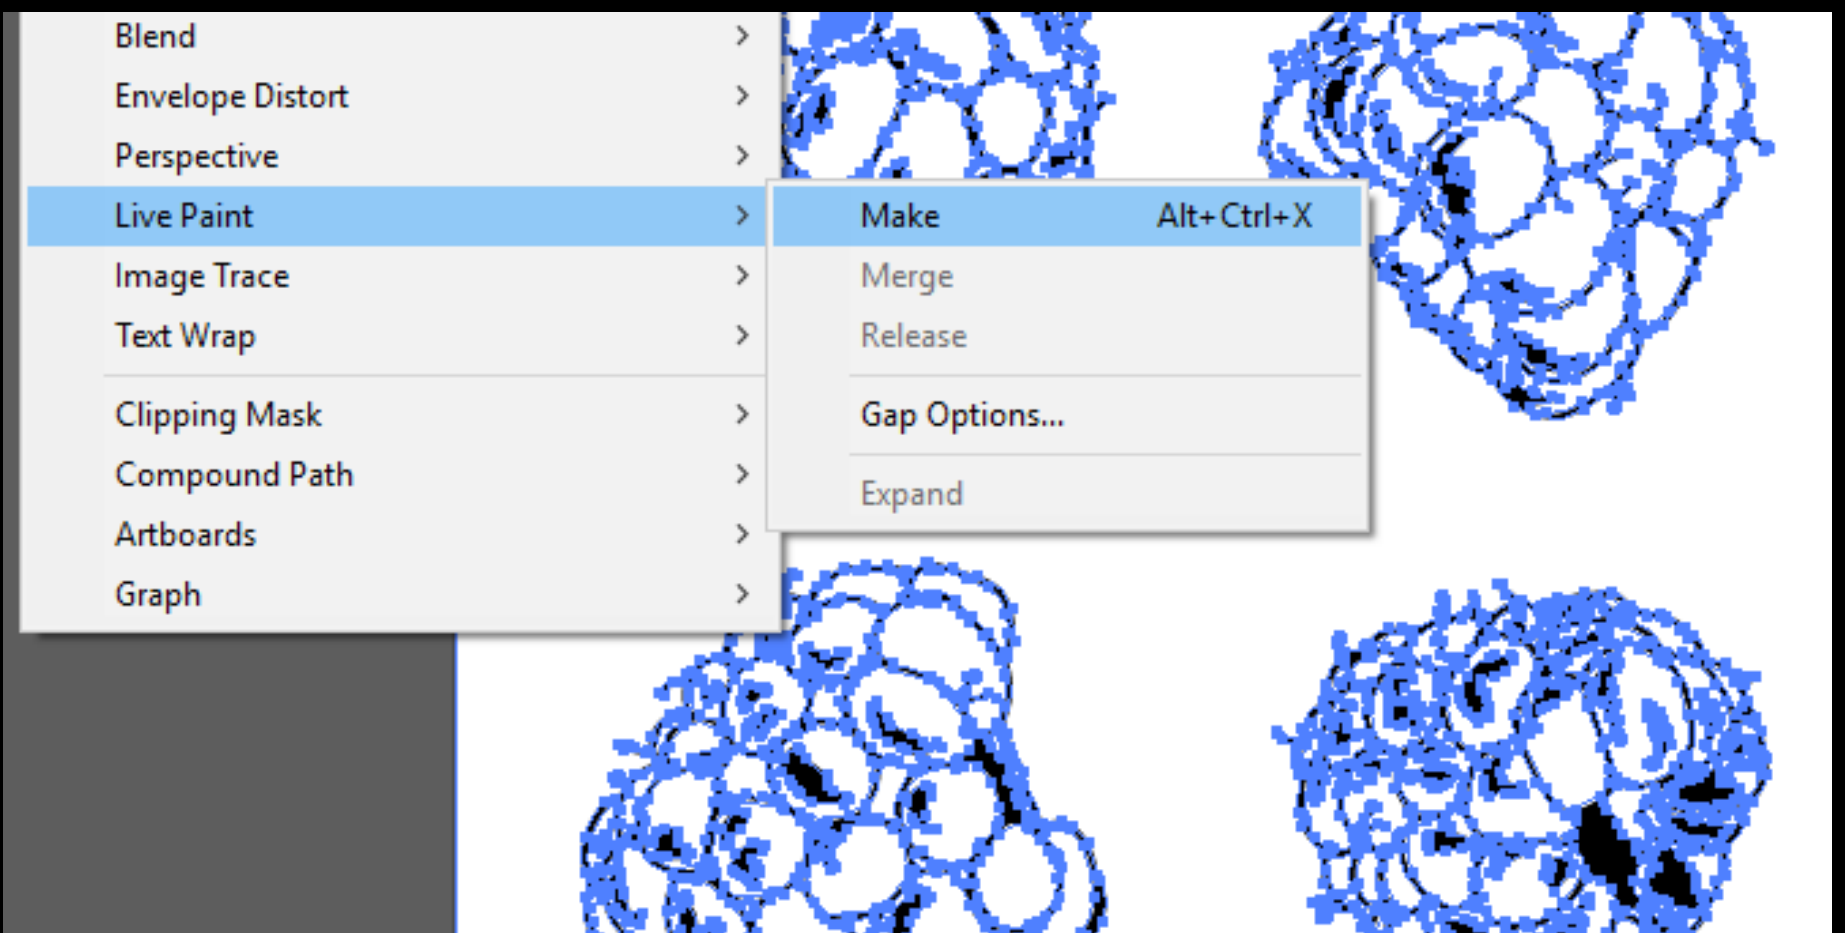 Blend
Envelope Distort
Perspective
Live Paint
Image Trace
Text Wrap
Clipping Mask
Compound Path
Artboards
Graph
Make Alt+Ctrl+X
Merge
Release
Gap Options...
Expand